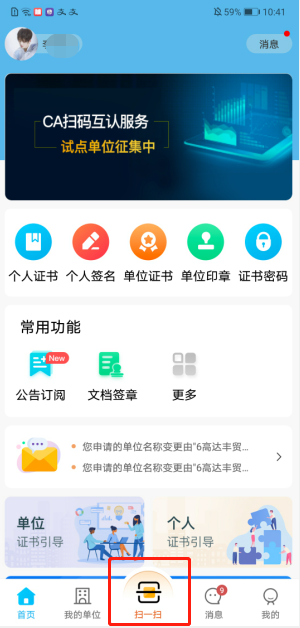 59% 10:41
消息
CA扫码互认服务
试点单位征集中
个人证书 个人签名 单位证书 单位印章 证书密码
常用功能
New
公告订阅 文档签章 更多
您申请的单位名称变更由"6高达丰贸...
您申请的单位名称变更由"6高达丰贸...
单位 个人
证书引导 证书引导
9
首页 我的单位 扫一扫 消息 我的